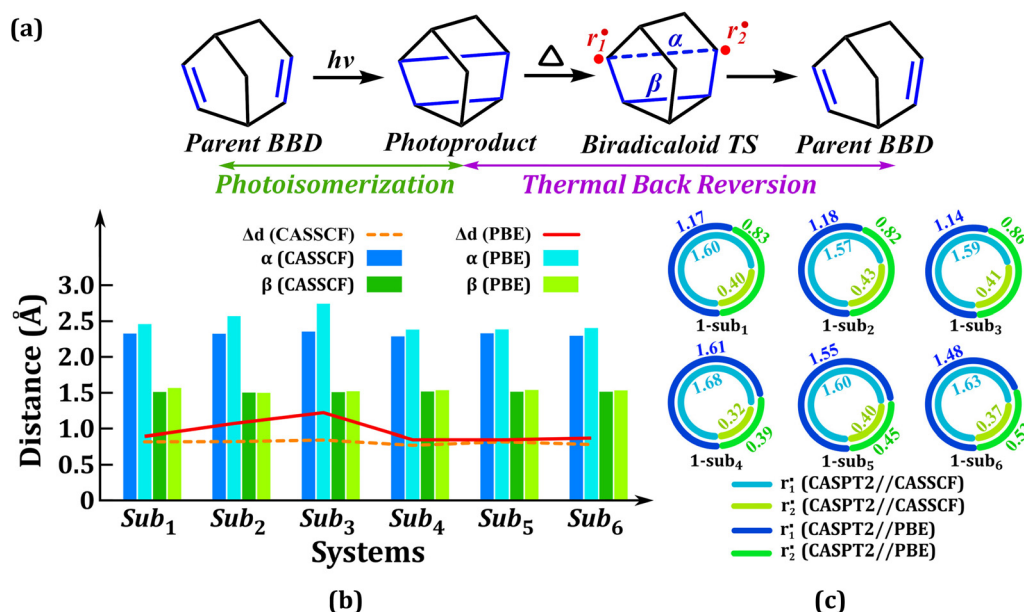 (a)
hν
△
r₁•
α
r₂•
β
Parent BBD
Photoproduct
Biradicaloid TS
Parent BBD
Photoisomerization
Thermal Back Reversion
Δd (CASSCF)
α (CASSCF)
β (CASSCF)
Δd (PBE)
α (PBE)
β (PBE)
Distance (Å)
3.0
2.5
2.0
1.5
1.0
0.5
0
Sub₁
Sub₂
Sub₃
Sub₄
Sub₅
Sub₆
Systems
(b)
1.17
0.83
1.60
0.40
1-sub₁
1.18
0.82
1.57
0.43
1-sub₂
1.14
0.86
1.59
0.41
1-sub₃
1.61
1.68
0.32
0.39
1-sub₄
1.55
1.60
0.40
0.45
1-sub₅
1.48
1.63
0.37
1-sub₆
r₁• (CASPT2//CASSCF)
r₂• (CASPT2//CASSCF)
r₁• (CASPT2//PBE)
r₂• (CASPT2//PBE)
(c)